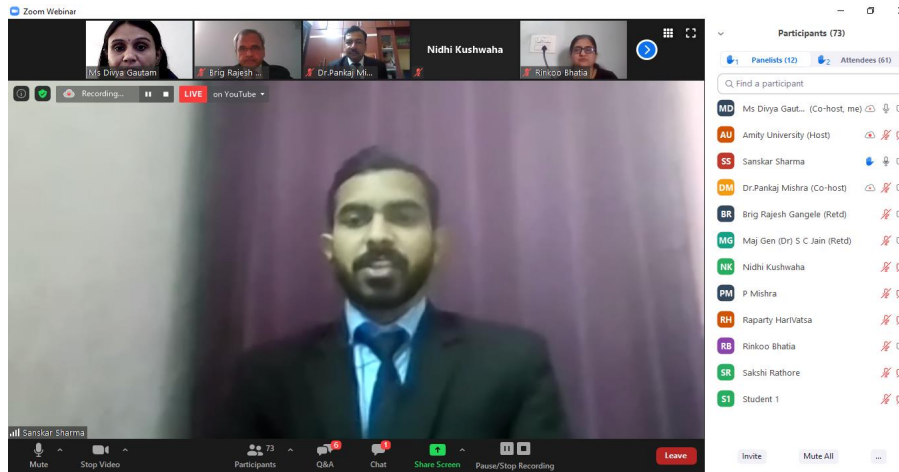 Zoom Webinar
Ms Divya Gautam
Brig Rajesh ...
Dr.Pankaj Mi...
Nidhi Kushwaha
Rinkoo Bhatia
Recording...
LIVE
on YouTube
Sanskar Sharma
Mute
Stop Video
73
Participants
6
Q&A
1
Chat
Share Screen
Pause/Stop Recording
Leave
Participants (73)
1 Panelists (12)
2 Attendees (61)
Find a participant
MD Ms Divya Gaut... (Co-host, me)
AU Amity University (Host)
SS Sanskar Sharma
DM Dr.Pankaj Mishra (Co-host)
BR Brig Rajesh Gangele (Retd)
MG Maj Gen (Dr) S C Jain (Retd)
NK Nidhi Kushwaha
PM P Mishra
RH Raparty HariVatsa
RB Rinkoo Bhatia
SR Sakshi Rathore
S1 Student 1
Invite
Mute All
...